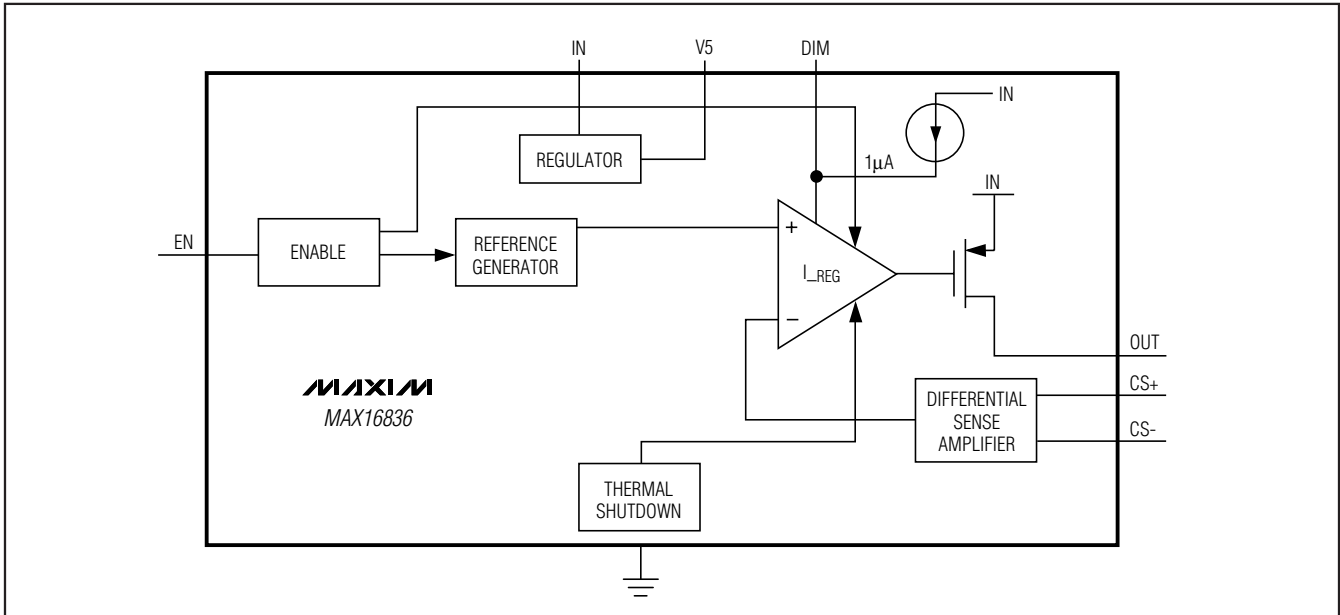 IN
V5
DIM
IN
REGULATOR
1µA
IN
EN
ENABLE
REFERENCE
GENERATOR
+
I_REG
−
OUT
CS+
CS-
DIFFERENTIAL
SENSE
AMPLIFIER
MAXIM
MAX16836
THERMAL
SHUTDOWN